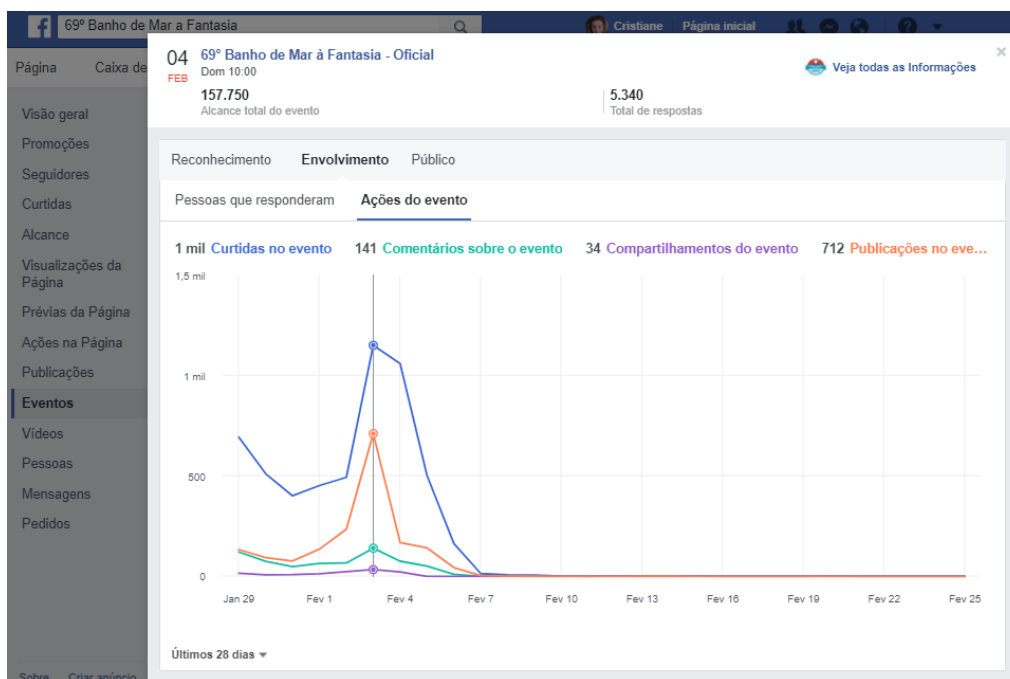 69º Banho de Mar a Fantasia
Cristiane Página inicial
Página Caixa de
Visão geral
Promoções
Seguidores
Curtidas
Alcance
Visualizações da
Página
Prévias da Página
Ações na Página
Publicações
Eventos
Vídeos
Pessoas
Mensagens
Pedidos
Sobre Criar anúncio
04
FEB
69° Banho de Mar à Fantasia - Oficial
Dom 10:00
Veja todas as Informações
157.750
Alcance total do evento
5.340
Total de respostas
Reconhecimento Envolvimento Público
Pessoas que responderam Ações do evento
1 mil Curtidas no evento 141 Comentários sobre o evento 34 Compartilhamentos do evento 712 Publicações no eve...
1,5 mil
1 mil
500
0
Jan 29 Fev 1 Fev 4 Fev 7 Fev 10 Fev 13 Fev 16 Fev 19 Fev 22 Fev 25
Últimos 28 dias